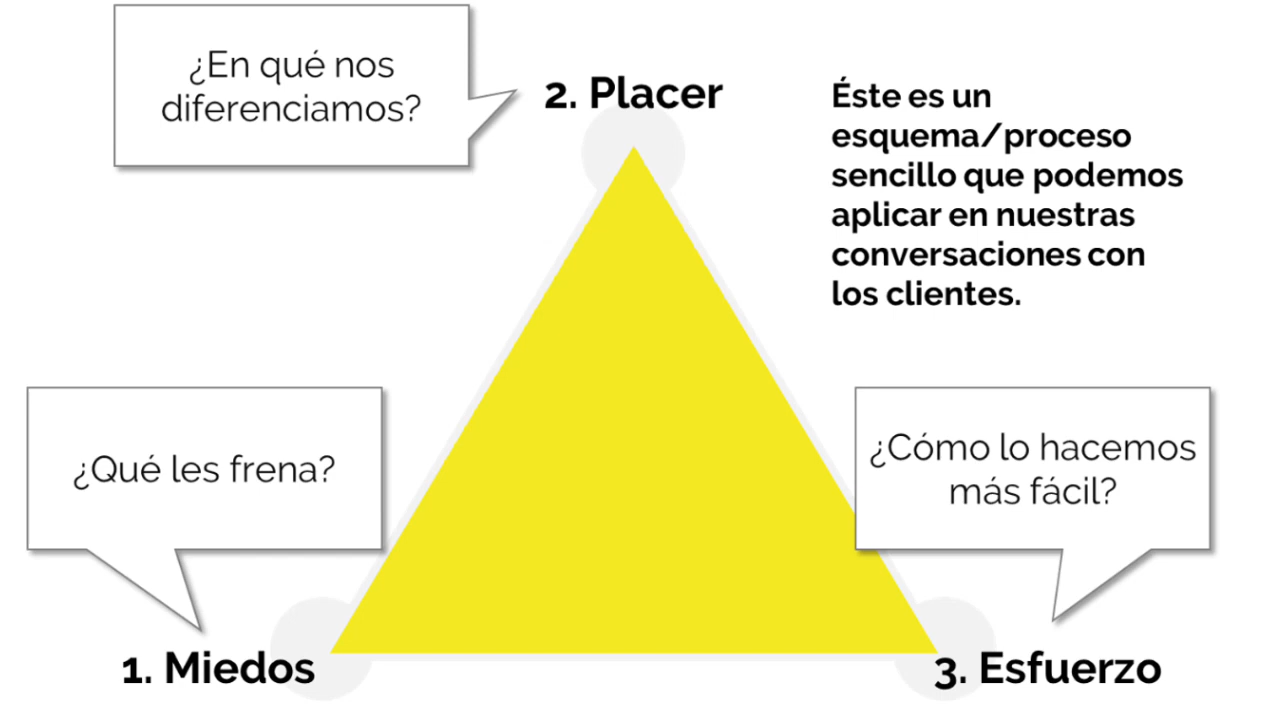 ¿En qué nos
diferenciamos?
2. Placer
Éste es un
esquema/proceso
sencillo que podemos
aplicar en nuestras
conversaciones con
los clientes.
¿Qué les frena?
¿Cómo lo hacemos
más fácil?
1. Miedos
3. Esfuerzo